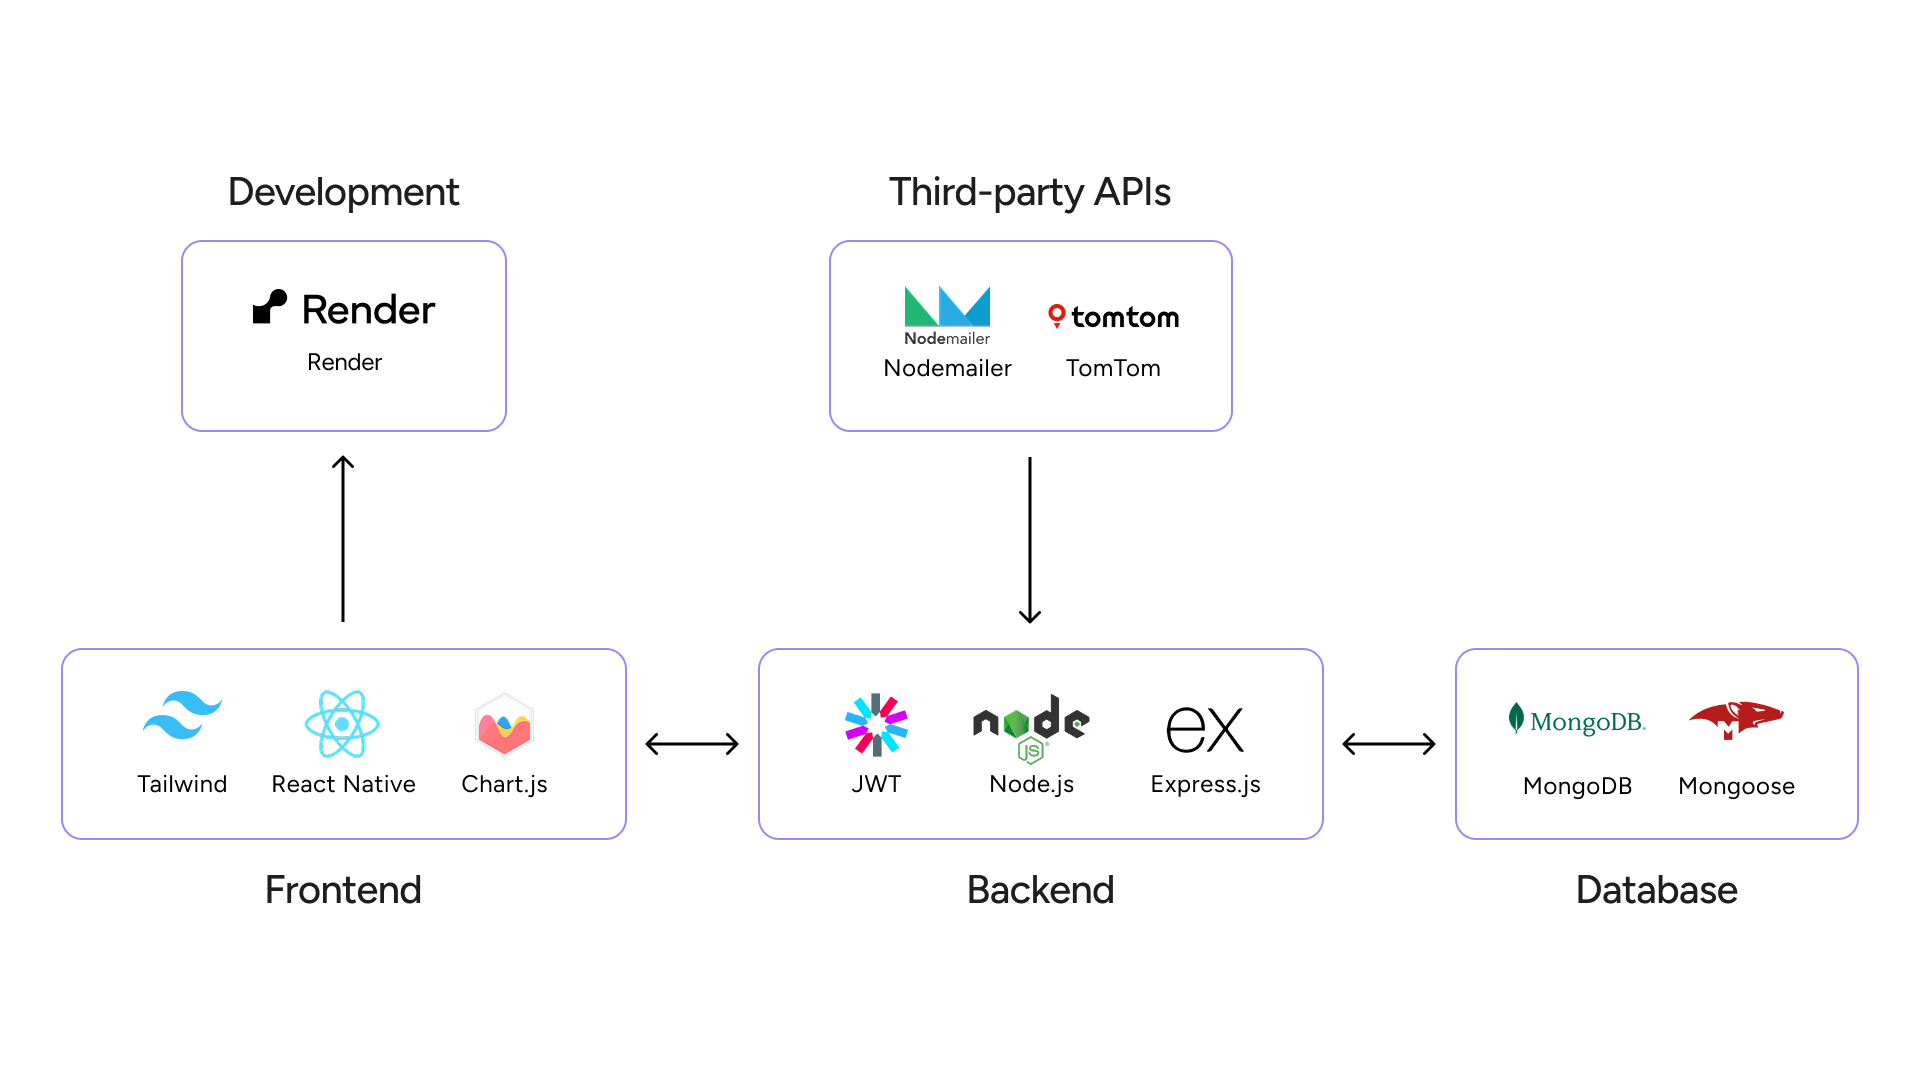 Development
Third-party APIs
Render
Render
Nodemailer
tomtom
Nodemailer
TomTom
JS
ex
MongoDB.
node
Tailwind
React Native
Chart.js
JWT
Node.js
Express.js
MongoDB
Mongoose
Frontend
Backend
Database